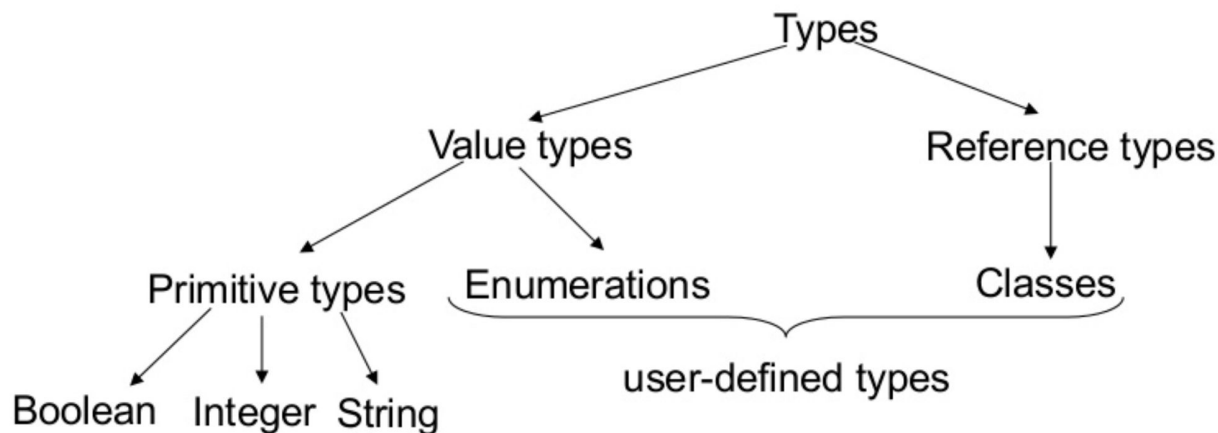 Types
Value types
Reference types
Primitive types
Enumerations
Classes
user-defined types
Boolean
Integer
String